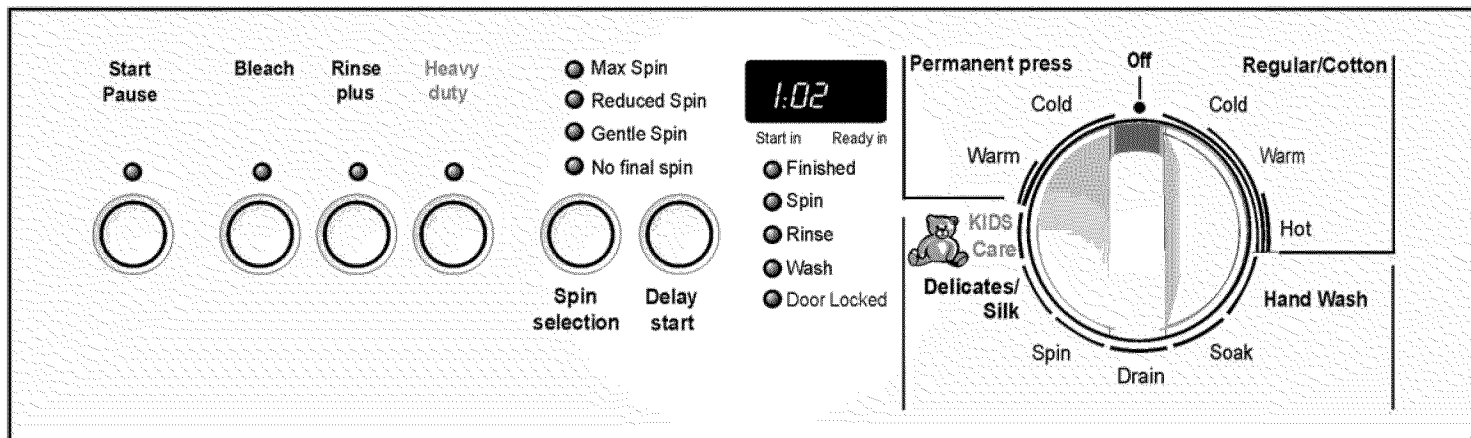 Start
Pause
Bleach
Rinse
plus
Heavy
duty
Max Spin
Reduced Spin
Gentle Spin
No final spin
Spin
selection
Delay
start
1:02
Start in
Ready in
Finished
Spin
Rinse
Wash
Door Locked
Permanent press
Off
Regular/Cotton
Cold
Cold
Warm
Warm
KIDS
Care
Hot
Delicates/
Silk
Hand Wash
Spin
Soak
Drain